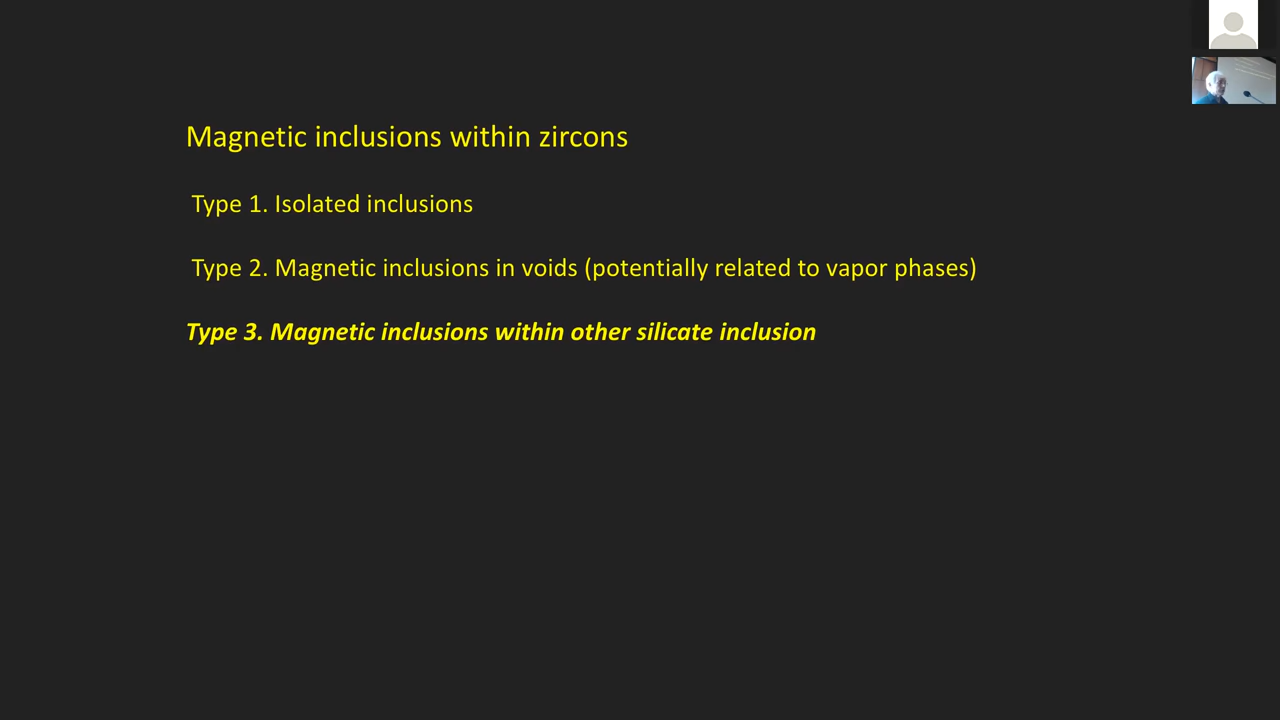 Magnetic inclusions within zircons
Type 1. Isolated inclusions
Type 2. Magnetic inclusions in voids (potentially related to vapor phases)
Type 3. Magnetic inclusions within other silicate inclusion